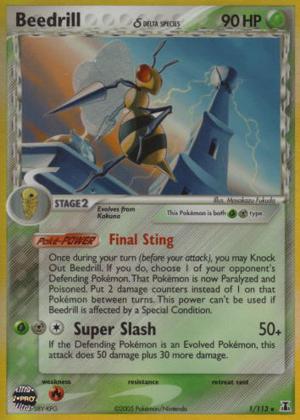 Beedrill δ DELTA SPECIES 90 HP
Illus. Masakazu Fukuda
STAGE 2
Evolves from
Kakuna
This Pokémon is both type
Poké-POWER Final Sting
Once during your turn (before your attack), you may Knock
Out Beedrill. If you do, choose 1 of your opponent's
Defending Pokémon. That Pokémon is now Paralyzed and
Poisoned. Put 2 damage counters instead of 1 on that
Pokémon between turns. This power can't be used if
Beedrill is affected by a Special Condition.
Super Slash 50+
If the Defending Pokémon is an Evolved Pokémon, this
attack does 50 damage plus 30 more damage.
weakness resistance retreat cost
©2005 Pokémon/Nintendo 1/113 ★